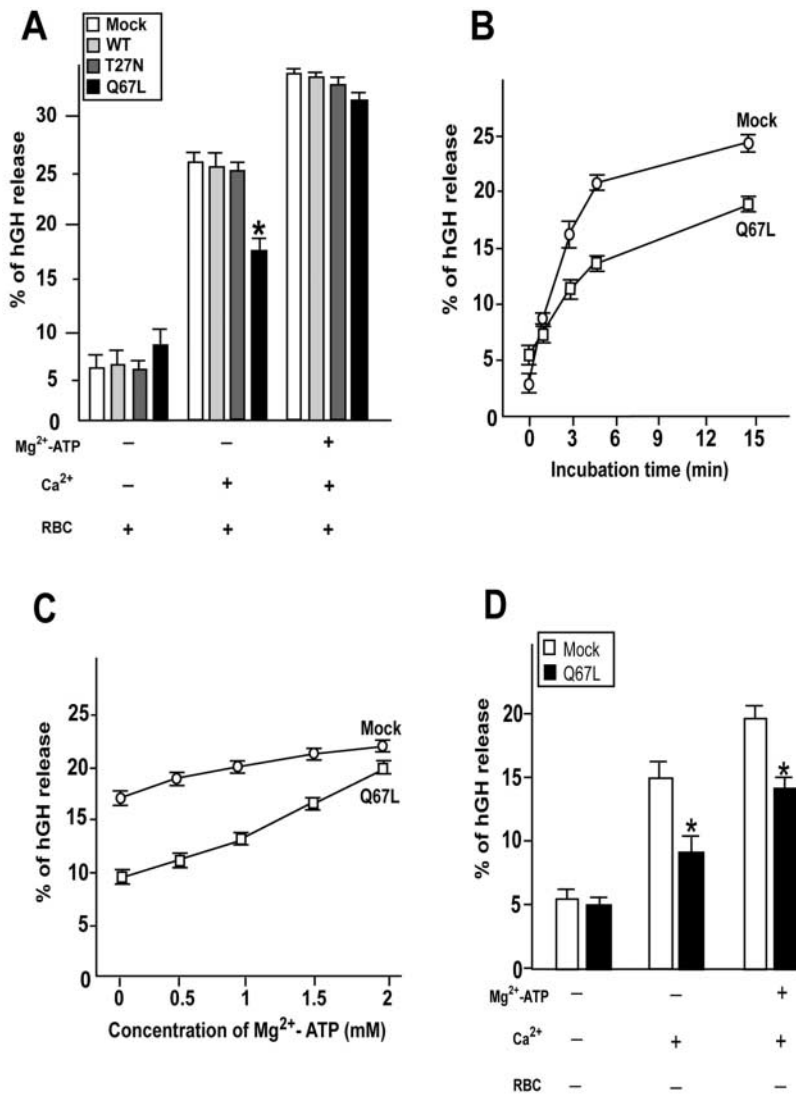 A
Mock
WT
T27N
Q67L
% of hGH release
30
25
20
15
10
5
0
*
Mg²⁺-ATP – – +
Ca²⁺ – + +
RBC + + +
B
% of hGH release
25
20
15
10
5
0
Mock
Q67L
0 3 6 9 12 15
Incubation time (min)
C
% of hGH release
25
20
15
10
5
0
Mock
Q67L
0 0.5 1 1.5 2
Concentration of Mg²⁺- ATP (mM)
D
Mock
Q67L
% of hGH release
20
15
10
5
0
* *
Mg²⁺-ATP – – +
Ca²⁺ – + +
RBC – – –